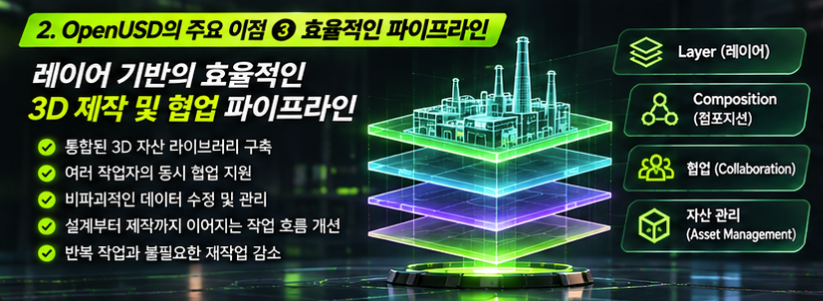 2. OpenUSD의 주요 이점 ❸ 효율적인 파이프라인
레이어 기반의 효율적인
3D 제작 및 협업 파이프라인
통합된 3D 자산 라이브러리 구축
여러 작업자의 동시 협업 지원
비파괴적인 데이터 수정 및 관리
설계부터 제작까지 이어지는 작업 호름 개션
반복 작업과 불필요한 재작업 감소
Layer (레이어)
Composition
(점포지션)
협업 (Collaboration)
자산 관리
(Asset Management)